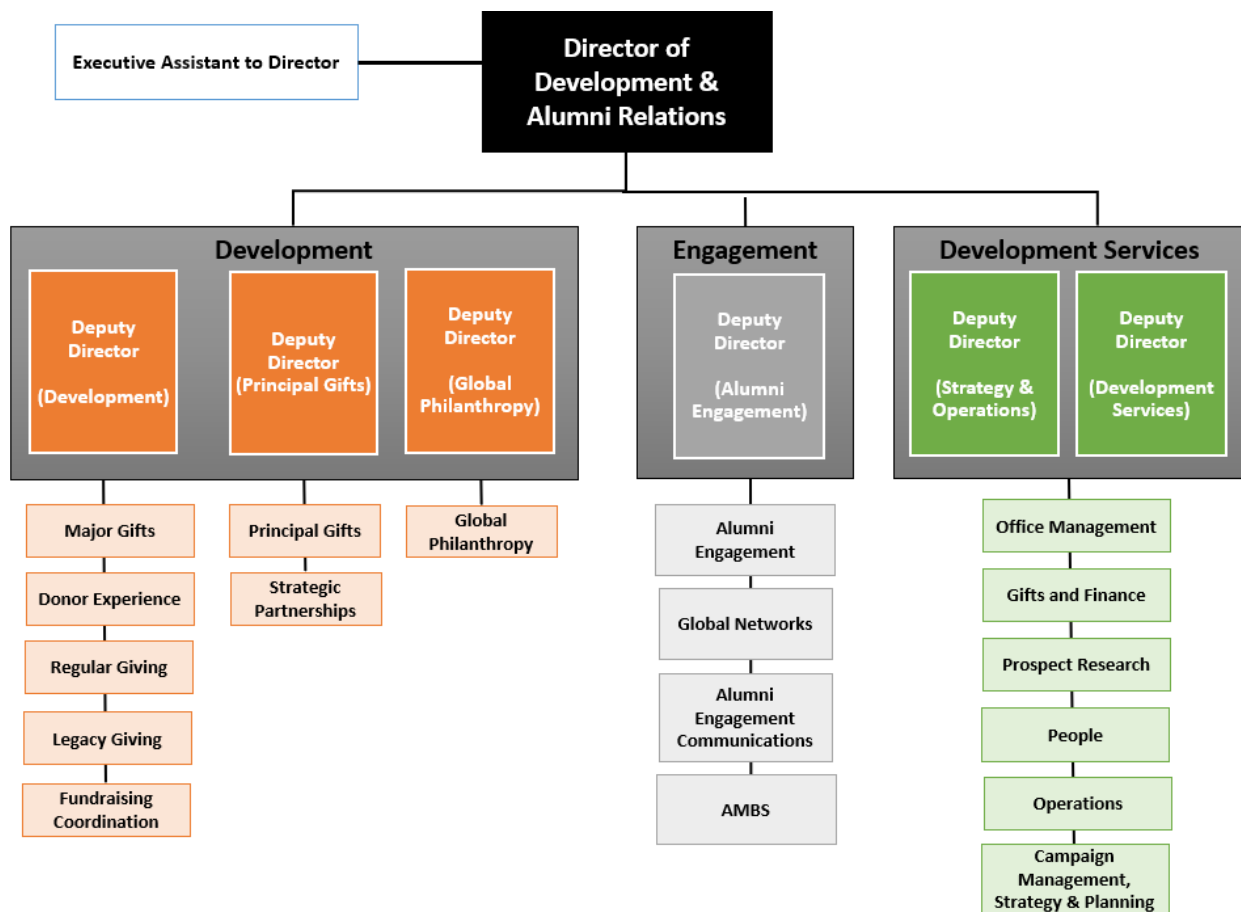 Executive Assistant to Director
Director of
Development &
Alumni Relations
Development
Deputy
Director
(Development)
Deputy
Director
(Principal Gifts)
Deputy
Director
(Global
Philanthropy)
Engagement
Deputy
Director
(Alumni
Engagement)
Development Services
Deputy
Director
(Strategy &
Operations)
Deputy
Director
(Development
Services)
Major Gifts
Donor Experience
Regular Giving
Legacy Giving
Fundraising
Coordination
Principal Gifts
Strategic
Partnerships
Global
Philanthropy
Alumni
Engagement
Global Networks
Alumni
Engagement
Communications
AMBS
Office Management
Gifts and Finance
Prospect Research
People
Operations
Campaign
Management,
Strategy & Planning